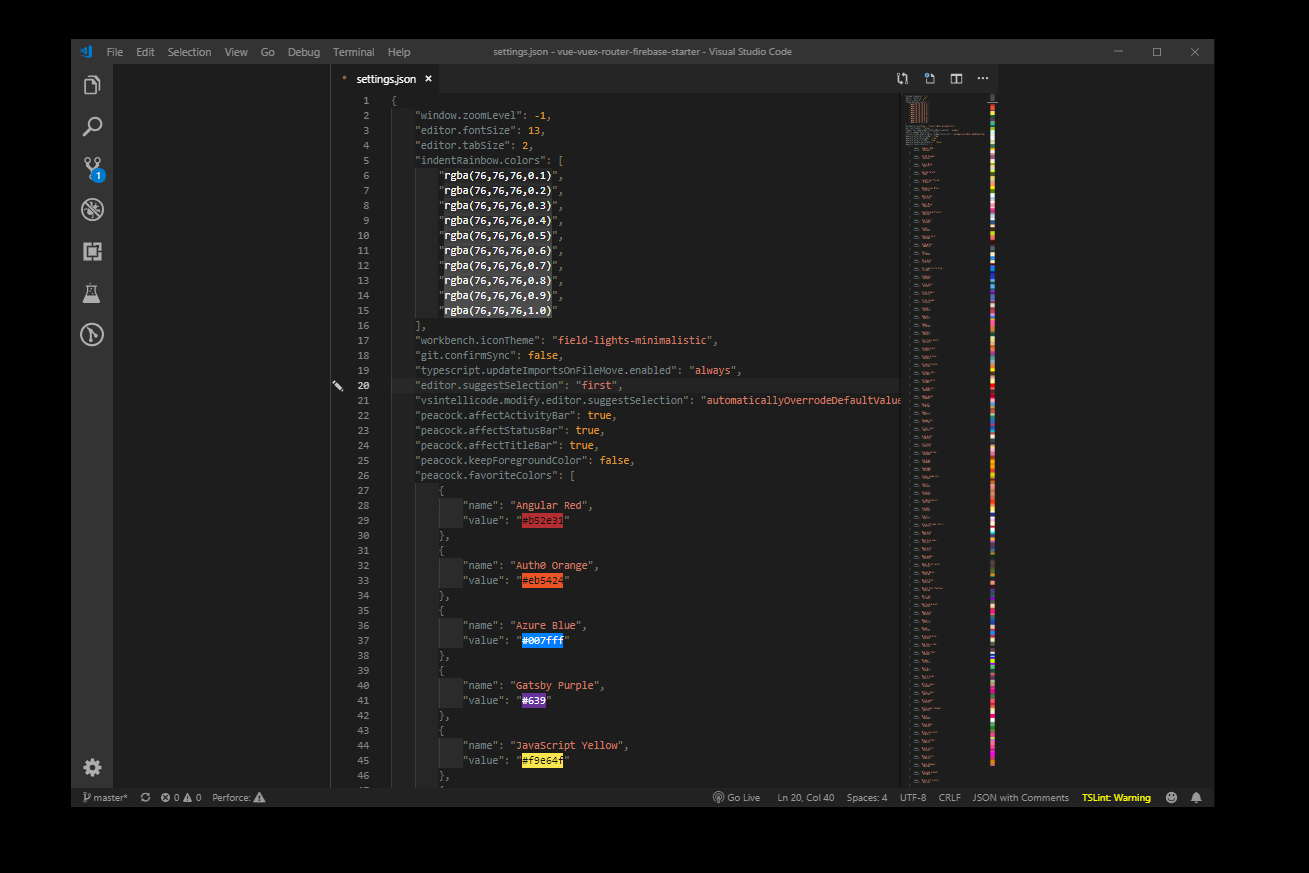 File Edit Selection View Go Debug Terminal Help settings.json - vue-vuex-router-firebase-starter - Visual Studio Code
settings.json ×
1 {
2 "window.zoomLevel": -1,
3 "editor.fontSize": 13,
4 "editor.tabSize": 2,
5 "indentRainbow.colors": [
6 "rgba(76,76,76,0.1)",
7 "rgba(76,76,76,0.2)",
8 "rgba(76,76,76,0.3)",
9 "rgba(76,76,76,0.4)",
10 "rgba(76,76,76,0.5)",
11 "rgba(76,76,76,0.6)",
12 "rgba(76,76,76,0.7)",
13 "rgba(76,76,76,0.8)",
14 "rgba(76,76,76,0.9)",
15 "rgba(76,76,76,1.0)"
16 ],
17 "workbench.iconTheme": "field-lights-minimalistic",
18 "git.confirmSync": false,
19 "typescript.updateImportsOnFileMove.enabled": "always",
20 "editor.suggestSelection": "first",
21 "vsintellicode.modify.editor.suggestSelection": "automaticallyOverrodeDefaultValue
22 "peacock.affectActivityBar": true,
23 "peacock.affectStatusBar": true,
24 "peacock.affectTitleBar": true,
25 "peacock.keepForegroundColor": false,
26 "peacock.favoriteColors": [
27 {
28 "name": "Angular Red",
29 "value": "#b52e31"
30 },
31 {
32 "name": "Auth0 Orange",
33 "value": "#eb5424"
34 },
35 {
36 "name": "Azure Blue",
37 "value": "#007fff"
38 },
39 {
40 "name": "Gatsby Purple",
41 "value": "#639"
42 },
43 {
44 "name": "JavaScript Yellow",
45 "value": "#f9e64f"
46 },
1
master* 0 0 Perforce: Go Live Ln 20, Col 40 Spaces: 4 UTF-8 CRLF JSON with Comments TSLint: Warning